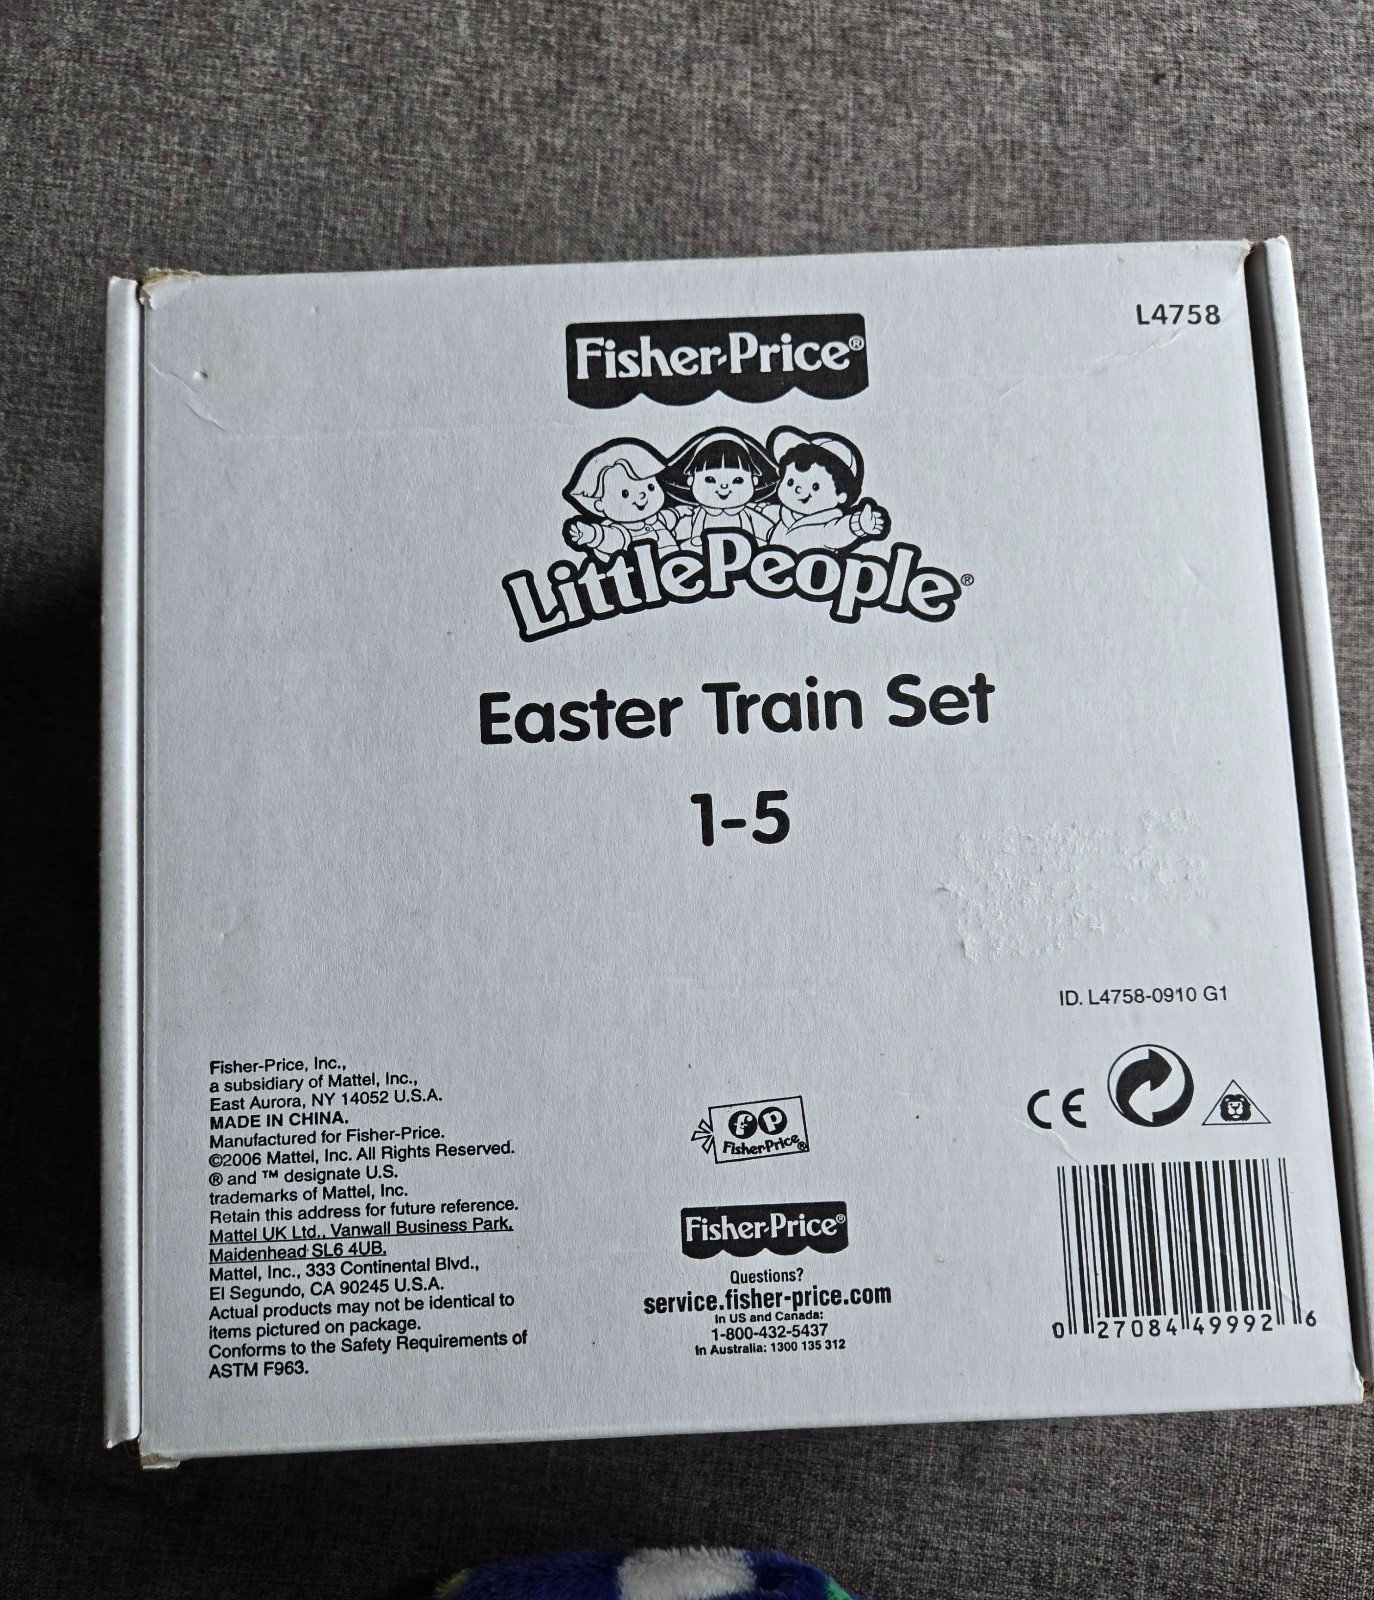 L4758
Fisher-Price®
Little People®
Easter Train Set
1-5
ID. L4758-0910 G1
Fisher-Price, Inc.,
a subsidiary of Mattel, Inc.,
East Aurora, NY 14052 U.S.A.
MADE IN CHINA.
Manufactured for Fisher-Price.
©2006 Mattel, Inc. All Rights Reserved.
® and ™ designate U.S.
trademarks of Mattel, Inc.
Retain this address for future reference.
Mattel UK Ltd., Vanwall Business Park,
Maidenhead SL6 4UB.
Mattel, Inc., 333 Continental Blvd.,
El Segundo, CA 90245 U.S.A.
Actual products may not be identical to
items pictured on package.
Conforms to the Safety Requirements of
ASTM F963.
fp
Fisher-Price®
Fisher-Price®
Questions?
service.fisher-price.com
In US and Canada:
1-800-432-5437
In Australia: 1300 135 312
CE
0 27084 49992 6